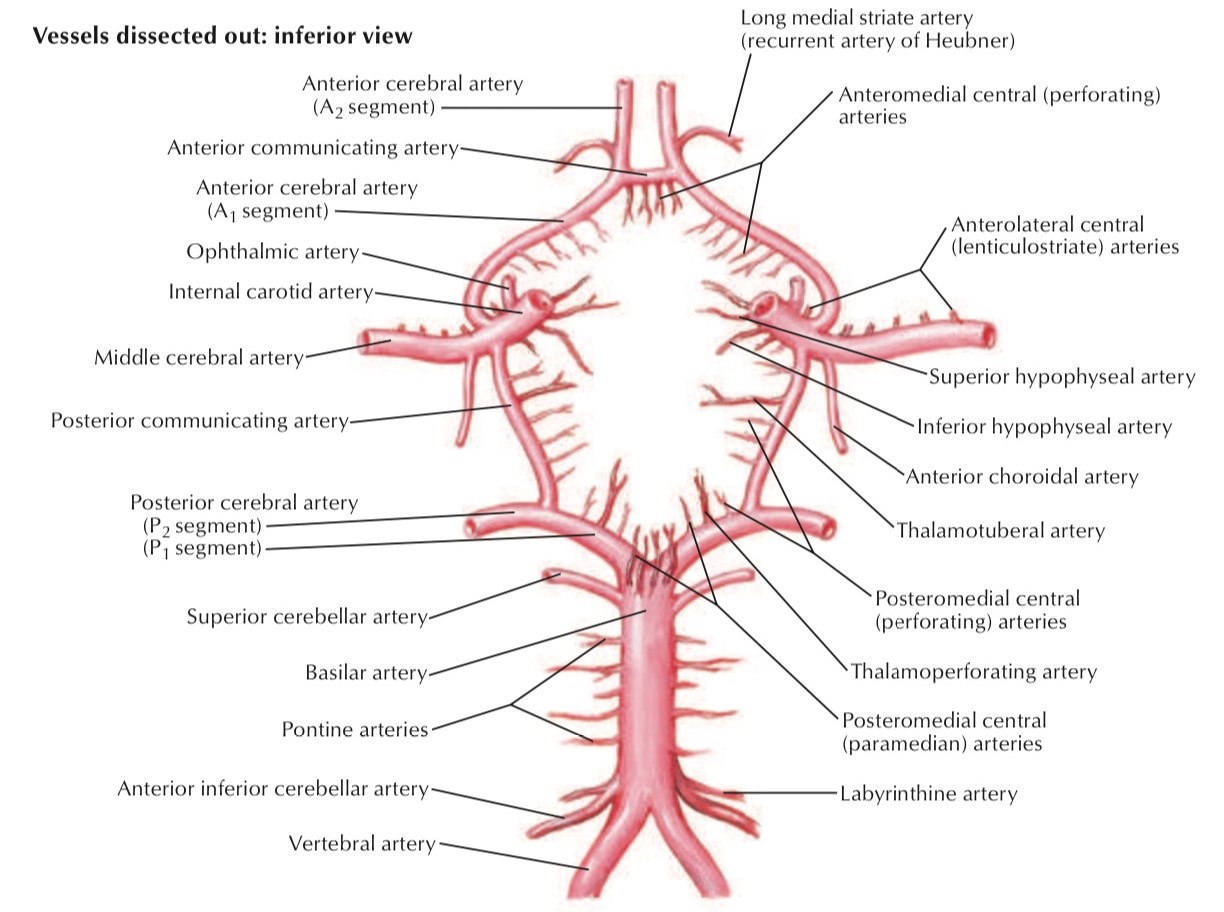 Vessels dissected out: inferior view
Long medial striate artery
(recurrent artery of Heubner)
Anterior cerebral artery
(A2 segment)
Anteromedial central (perforating)
arteries
Anterior communicating artery
Anterior cerebral artery
(A1 segment)
Anterolateral central
(lenticulostriate) arteries
Ophthalmic artery
Internal carotid artery
Middle cerebral artery
Superior hypophyseal artery
Posterior communicating artery
Inferior hypophyseal artery
Anterior choroidal artery
Posterior cerebral artery
(P2 segment)
(P1 segment)
Thalamotuberal artery
Posteromedial central
(perforating) arteries
Superior cerebellar artery
Basilar artery
Thalamoperforating artery
Pontine arteries
Posteromedial central
(paramedian) arteries
Anterior inferior cerebellar artery
Labyrinthine artery
Vertebral artery